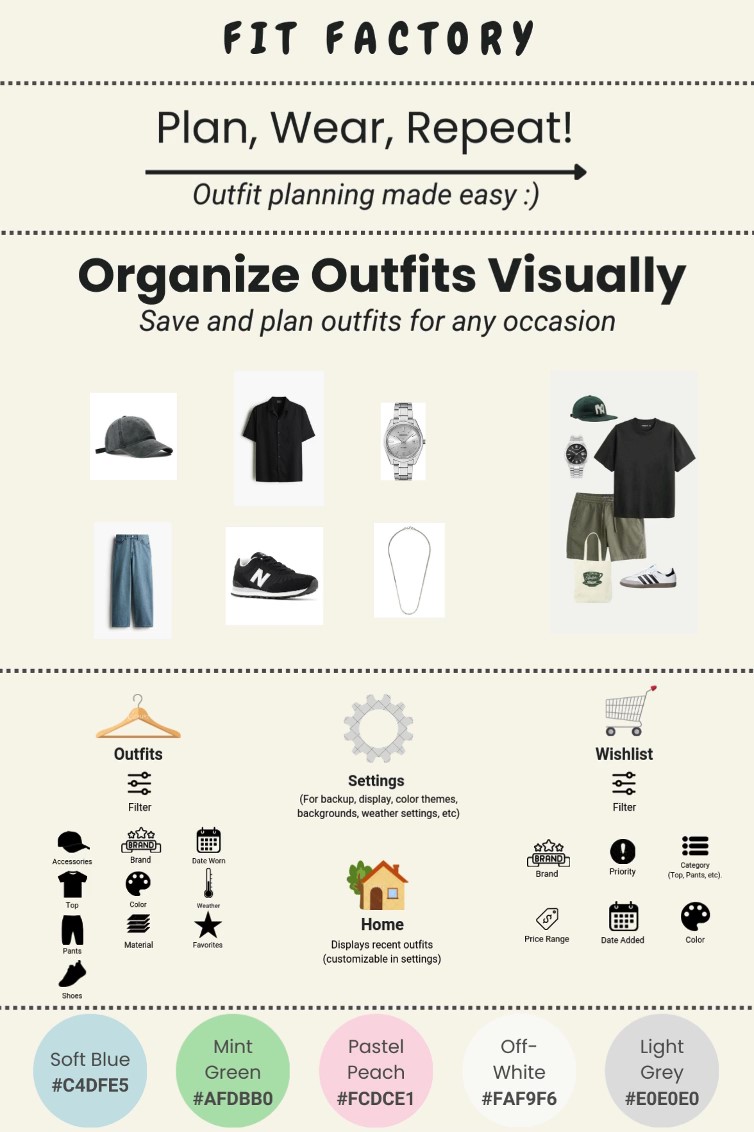 FIT FACTORY
Plan, Wear, Repeat!
Outfit planning made easy :)
Organize Outfits Visually
Save and plan outfits for any occasion
N
Outfits
Filter
Accessories
BRAND
Brand
Date Worn
Top
Color
Weather
Pants
Material
Favorites
Shoes
Settings
(For backup, display, color themes,
backgrounds, weather settings, etc)
Home
Displays recent outfits
(customizable in settings)
Wishlist
Filter
BRAND
Brand
Priority
Category
(Top, Pants, etc).
Price Range
Date Added
Color
Soft Blue
#C4DFE5
Mint
Green
#AFDBB0
Pastel
Peach
#FCDCE1
Off-
White
#FAF9F6
Light
Grey
#E0E0E0